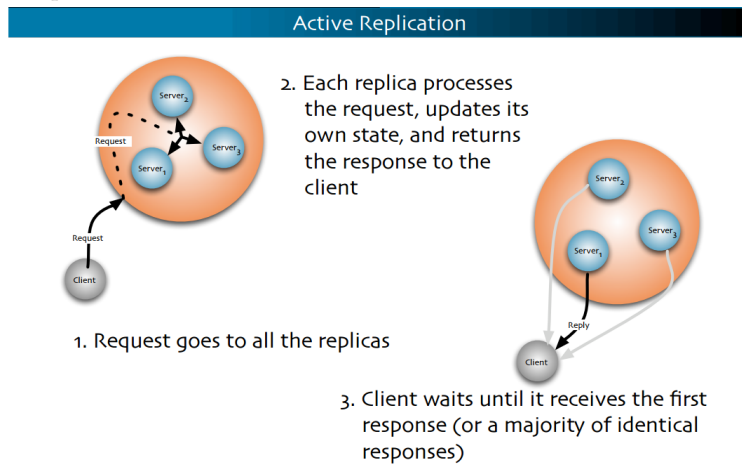 Active Replication
Server2
Request
Server3
Server1
Request
Client
2. Each replica processes
the request, updates its
own state, and returns
the response to the
client
Server2
Server3
Server1
Reply
Client
1. Request goes to all the replicas
3. Client waits until it receives the first
response (or a majority of identical
responses)